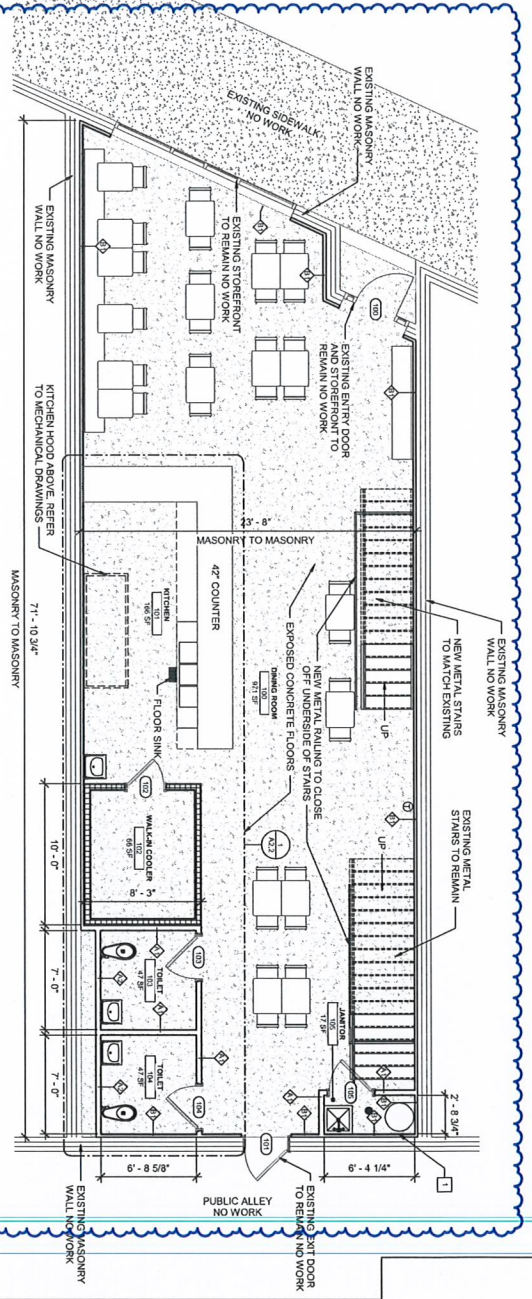 EXISTING SIDEWALK
NO WORK
EXISTING MASONRY
WALL NO WORK
EXISTING STOREFRONT
TO REMAIN NO WORK
EXISTING ENTRY DOOR
AND STOREFRONT TO
REMAIN NO WORK
100
EXISTING MASONRY
WALL NO WORK
KITCHEN HOOD ABOVE. REFER
TO MECHANICAL DRAWINGS
71' - 10 3/4"
MASONRY TO MASONRY
23' - 8"
MASONRY TO MASONRY
42" COUNTER
KITCHEN
101
166 SF
FLOOR SINK
DINING ROOM
100
971 SF
EXPOSED CONCRETE FLOORS
NEW METAL RAILING TO CLOSE
OFF UNDERSIDE OF STAIRS
UP
NEW METAL STAIRS
TO MATCH EXISTING
EXISTING MASONRY
WALL NO WORK
T
UP
EXISTING METAL
STAIRS TO REMAIN
1
A2.2
102
WALK-IN COOLER
102
66 SF
8' - 3"
10' - 0"
7' - 0"
7' - 0"
103
TOILET
103
47 SF
104
TOILET
104
47 SF
JANITOR
105
17 SF
105
2' - 8 3/4"
6' - 8 5/8"
101
6' - 4 1/4"
1
PUBLIC ALLEY
NO WORK
EXISTING EXIT DOOR
TO REMAIN NO WORK
EXISTING MASONRY
WALL NO WORK